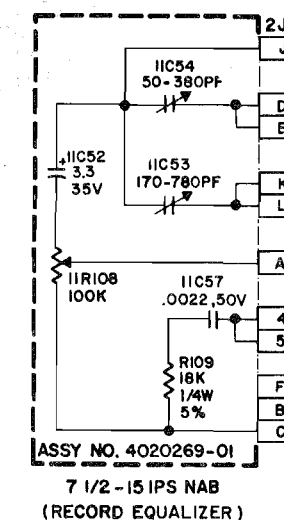 2J
J
11C54
50-380PF
D
E
+11C52
3.3
35V
11C53
170-780PF
K
L
A
11R108
100K
11C57
.0022,50V
4
5
R109
18K
1/4W
5%
F
B
C
ASSY NO. 4020269-01
7 1/2 - 15 IPS NAB
(RECORD EQUALIZER)